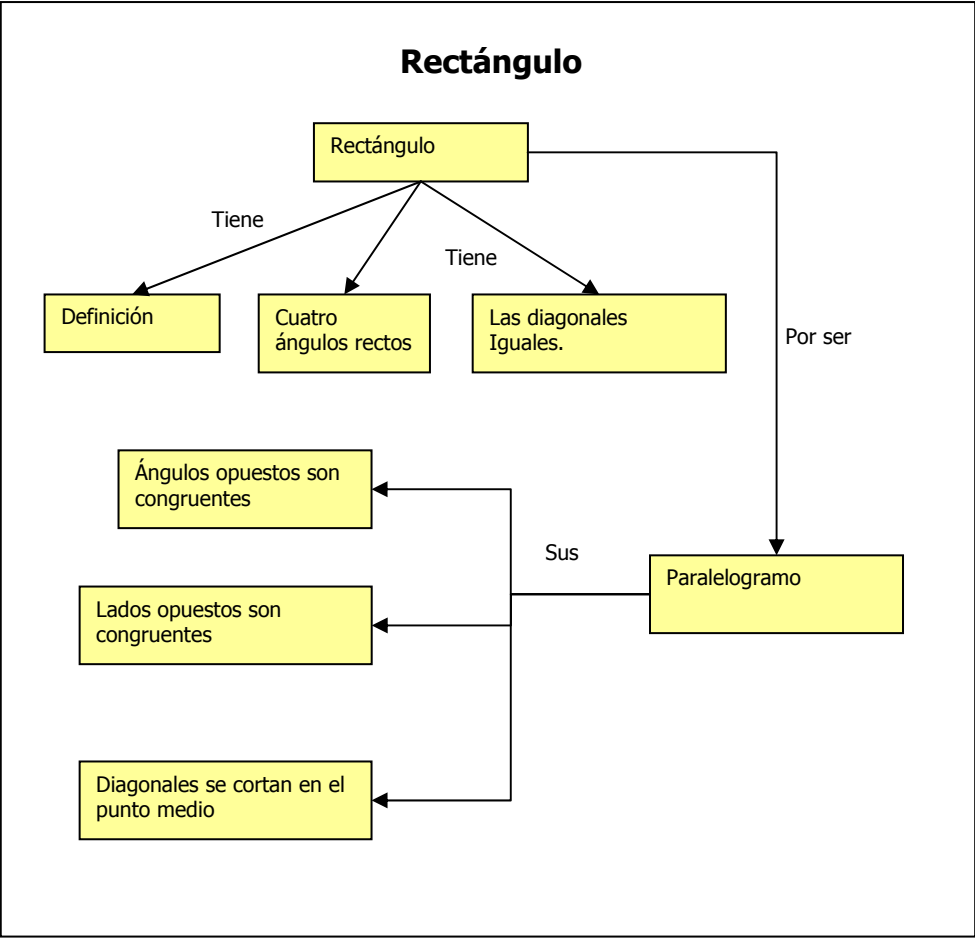 Rectángulo
Rectángulo
Tiene
Tiene
Definición
Cuatro
ángulos rectos
Las diagonales
Iguales.
Por ser
Ángulos opuestos son
congruentes
Sus
Paralelogramo
Lados opuestos son
congruentes
Diagonales se cortan en el
punto medio